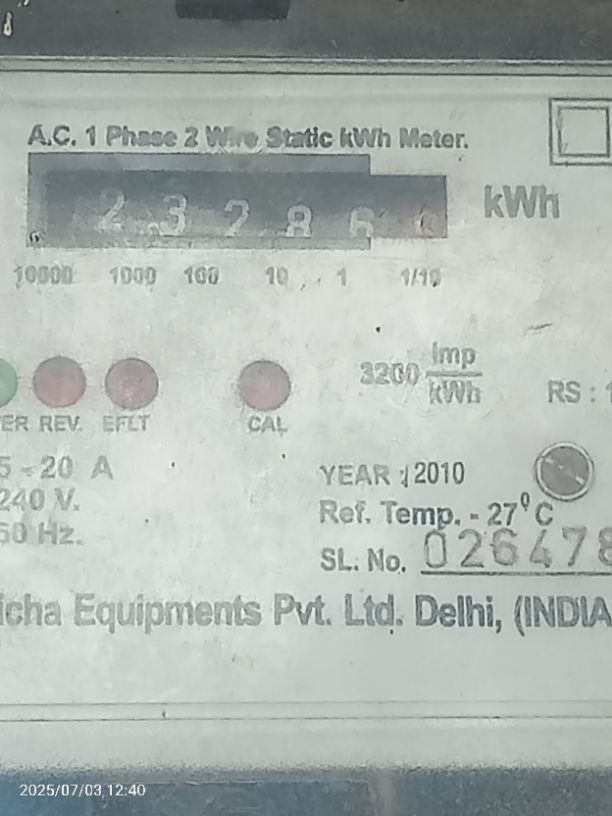 A.C. 1 Phase 2 Wire Static kWh Meter.
2 3 2 8 6 kWh
10000 1000 100 10 1 1/10
3200 Imp/kWh
RS :
ER REV. EFLT CAL
5 - 20 A
240 V.
50 Hz.
YEAR : 2010
Ref. Temp. - 27°C
SL. No. 026478
icha Equipments Pvt. Ltd. Delhi, (INDIA
2025/07/03 12:40